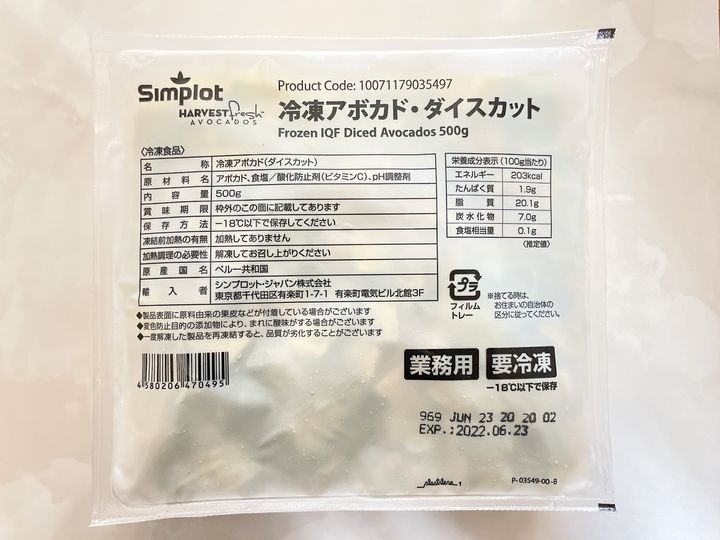 Simplot
HARVEST fresh
AVOCADOS
Product Code: 10071179035497
冷凍アボカド・ダイスカット
Frozen IQF Diced Avocados 500g
〈冷凍食品〉
名称 冷凍アボカド(ダイスカット)
原材料名 アボカド、食塩/酸化防止剤(ビタミンC)、pH調整剤
内容量 500g
賞味期限 枠外のこの面に記載してあります
保存方法 −18℃以下で保存してください
凍結前加熱の有無 加熱してありません
加熱調理の必要性 解凍してお召し上がりください
原産国名 ペルー共和国
輸入者 シンプロット・ジャパン株式会社
東京都千代田区有楽町1-7-1 有楽町電気ビル北館3F
栄養成分表示(100g当たり)
エネルギー 203kcal
たんぱく質 1.9g
脂質 20.1g
炭水化物 7.0g
食塩相当量 0.1g
〈推定値〉
プラ
フィルム
トレー
※捨てる時は、
お住まいの自治体の
区分に従ってください。
◆製品表面に原料由来の果皮などが付着している場合がございます
◆変色防止目的の添加物により、まれに酸味がする場合がございます
◆一度解凍した製品を再凍結すると、品質が劣化することがございます
4580206470495
業務用 要冷凍
−18℃以下で保存
969 JUN 23 20 20 02
EXP.:2022.06.23
plastilene 1
P-03549-00-B